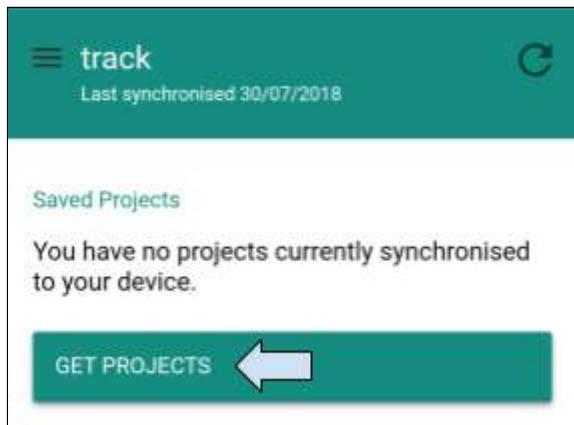 track
Last synchronised 30/07/2018
Saved Projects
You have no projects currently synchronised
to your device.
GET PROJECTS